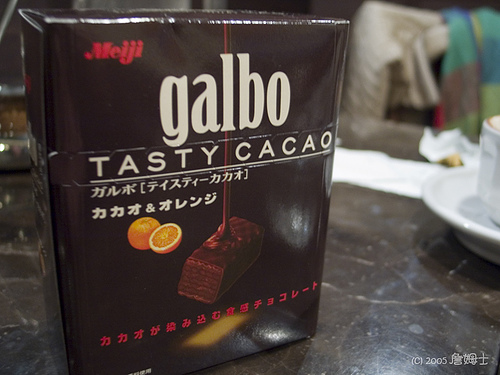 Meiji
galbo
TASTY CACAO
ガルボ[テイスティーカカオ]
カカオ&オレンジ
カカオが染み込む食感チョコレート
(C) 2005 詹姆士